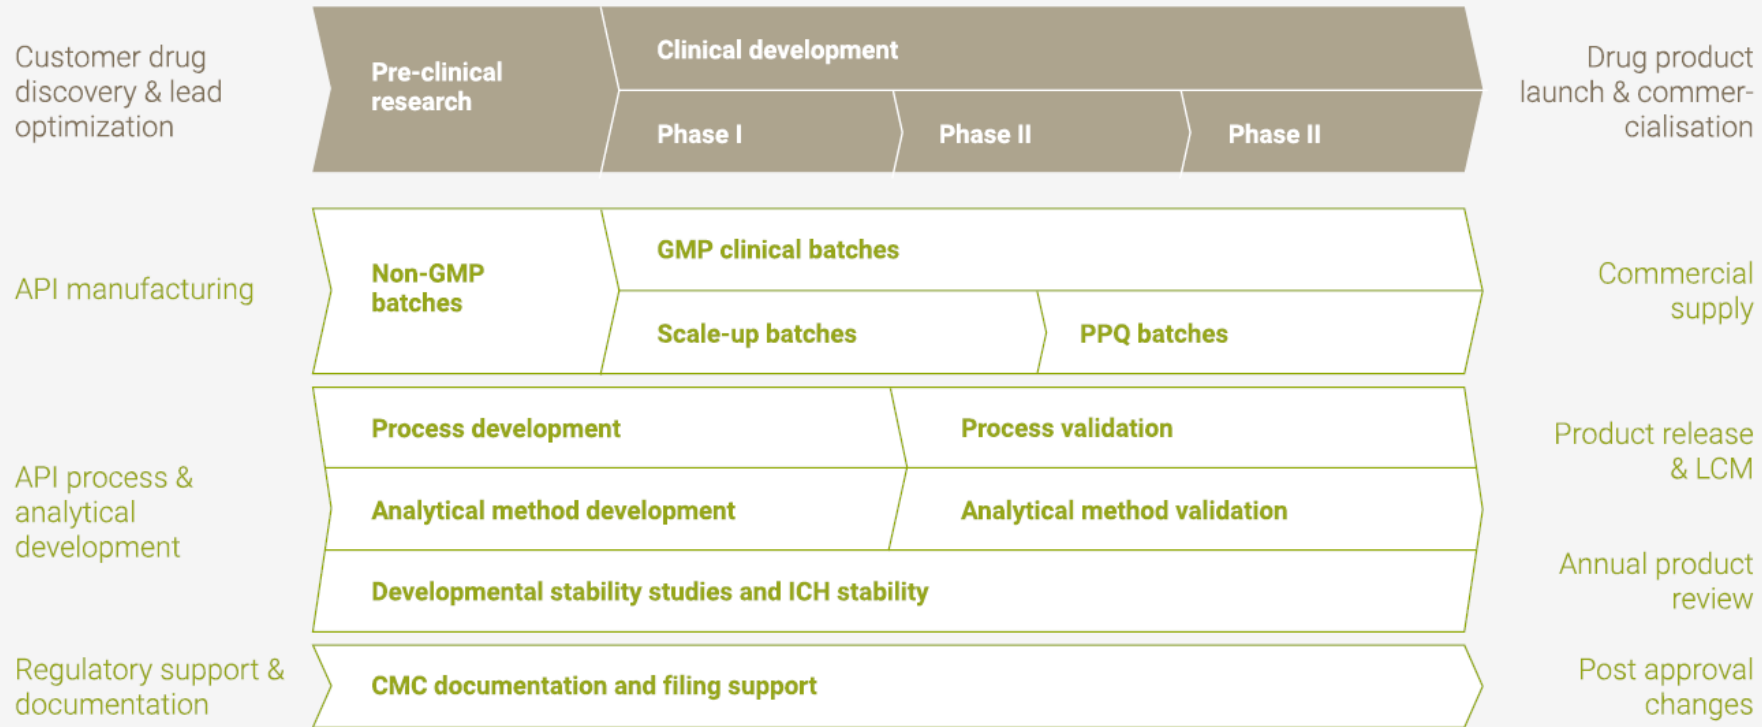 Customer drug
discovery & lead
optimization
Pre-clinical
research
Clinical development
Phase I
Phase II
Phase II
Drug product
launch & commer-
cialisation
API manufacturing
Non-GMP
batches
GMP clinical batches
Scale-up batches
PPQ batches
Commercial
supply
API process &
analytical
development
Process development
Process validation
Analytical method development
Analytical method validation
Developmental stability studies and ICH stability
Product release
& LCM
Annual product
review
Regulatory support &
documentation
CMC documentation and filing support
Post approval
changes